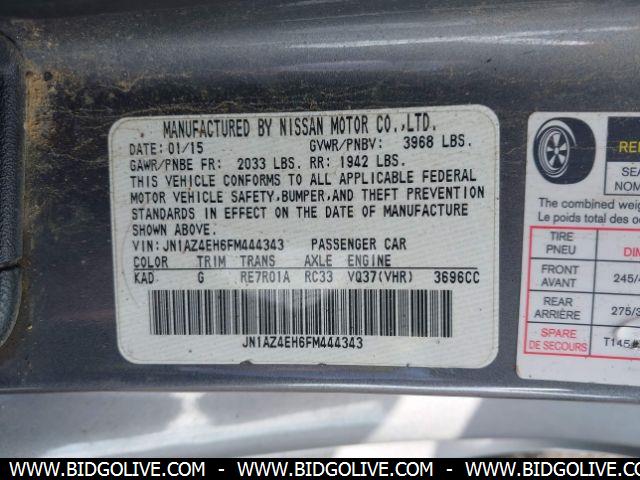 MANUFACTURED BY NISSAN MOTOR CO.,LTD.
DATE: 01/15 GVWR/PNBV: 3968 LBS.
GAWR/PNBE FR: 2033 LBS. RR: 1942 LBS.
THIS VEHICLE CONFORMS TO ALL APPLICABLE FEDERAL
MOTOR VEHICLE SAFETY,BUMPER,AND THEFT PREVENTION
STANDARDS IN EFFECT ON THE DATE OF MANUFACTURE
SHOWN ABOVE.
VIN:JN1AZ4EH6FM444343 PASSENGER CAR
COLOR TRIM TRANS AXLE ENGINE
KAD G RE7R01A RC33 VQ37(VHR) 3696CC
JN1AZ4EH6FM444343
The combined
Le poids total des
TIRE
PNEU
FRONT
AVANT
245/
REAR
ARRIÈRE
275/3
SPARE
DE SECOURS
WWW.BIDGOLIVE.COM - WWW.BIDGOLIVE.COM - WWW.BIDGOLIVE.COM